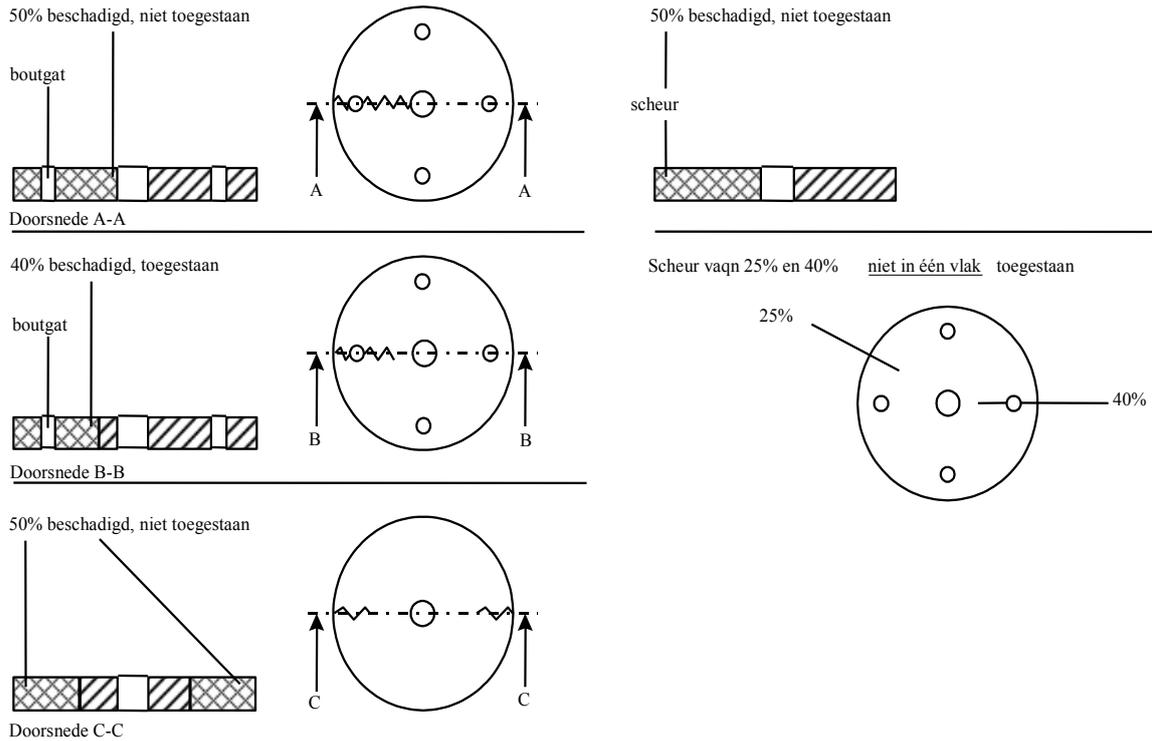 50% beschadigd, niet toegestaan
boutgat
A
A
Doorsnede A-A
50% beschadigd, niet toegestaan
scheur
40% beschadigd, toegestaan
boutgat
B
B
Doorsnede B-B
Scheur vaqn 25% en 40% niet in één vlak toegestaan
25%
40%
50% beschadigd, niet toegestaan
C
C
Doorsnede C-C